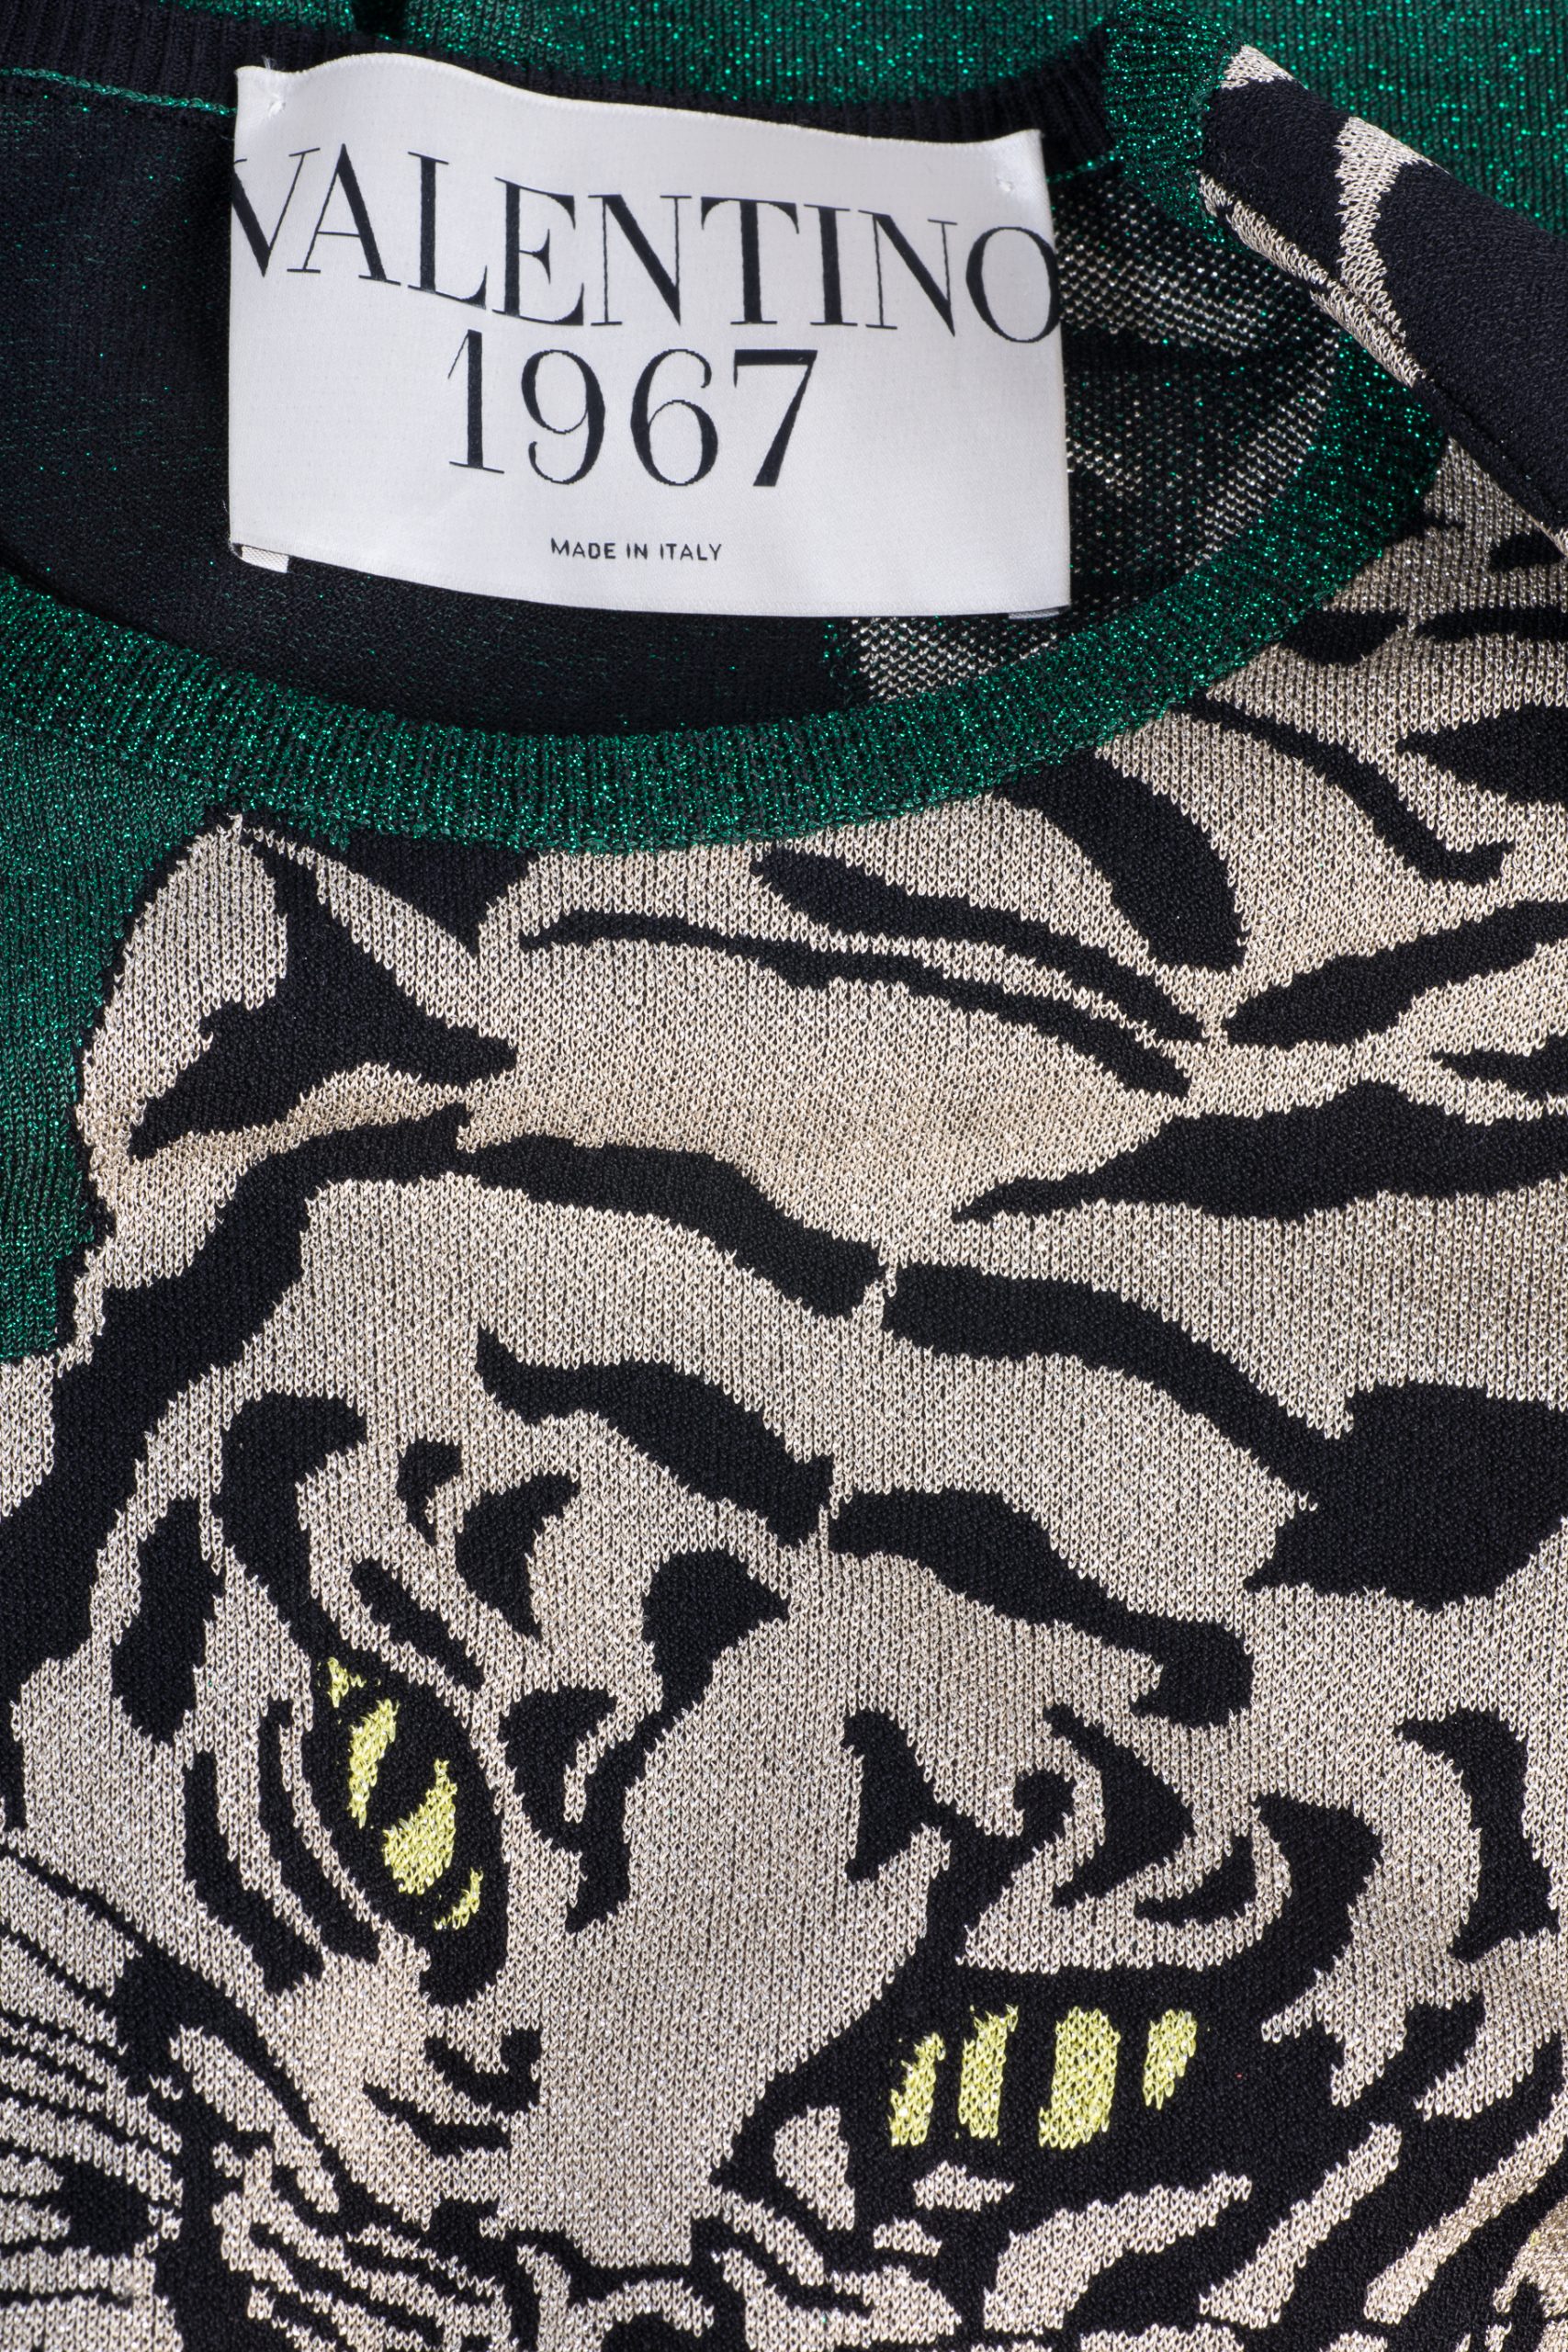 VALENTINO
1967
MADE IN ITALY